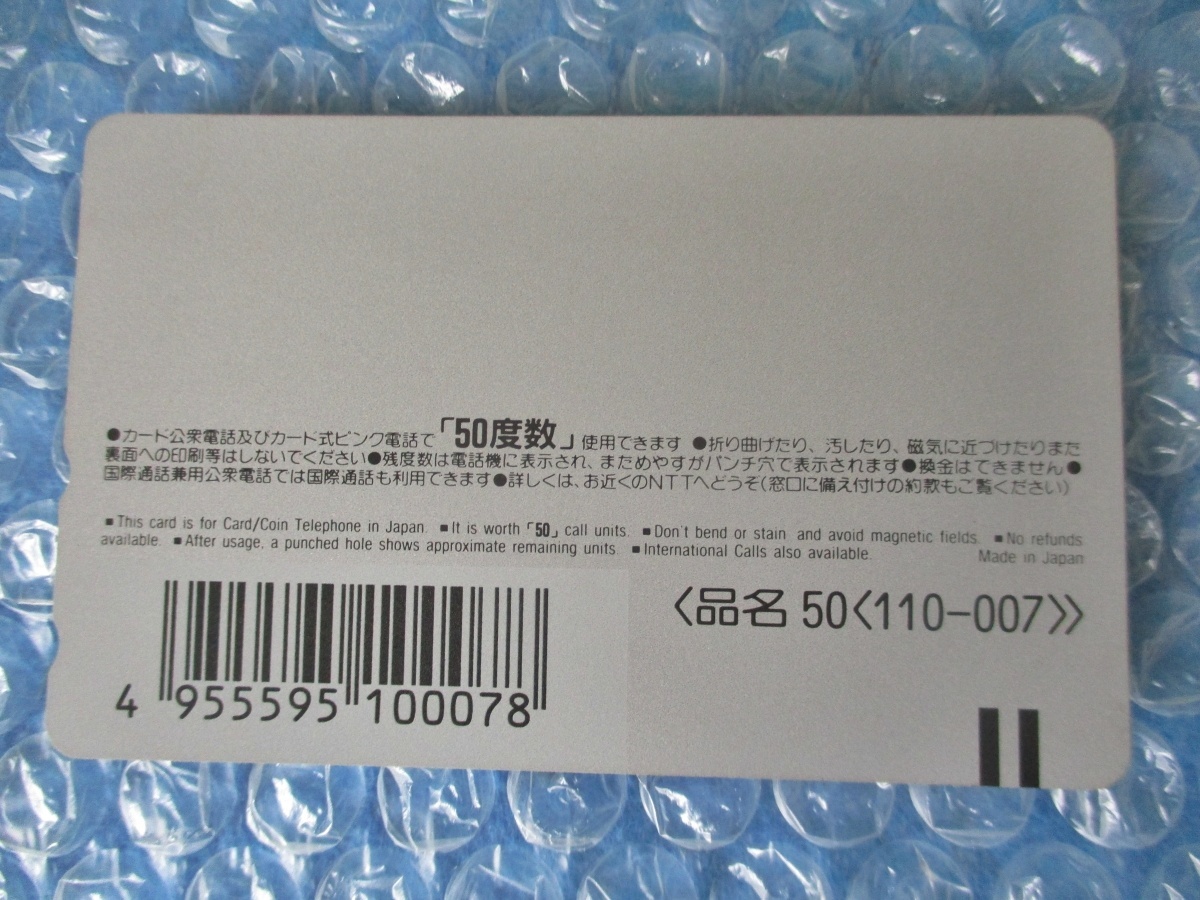 ●カード公衆電話及びカード式ピンク電話で「50度数」使用できます ●折り曲げたり、汚したり、磁気に近づけたりまた
裏面への印刷等はしないでください●残度数は電話機に表示され、まためやすがパンチ穴で表示されます●換金はできません●
国際通話兼用公衆電話では国際通話も利用できます●詳しくは、お近くのNTTへどうぞ(窓口に備え付けの約款もご覧ください)
■This card is for Card/Coin Telephone in Japan. ■It is worth「50」call units. ■Don't bend or stain and avoid magnetic fields. ■No refunds
available. ■After usage, a punched hole shows approximate remaining units. ■International Calls also available.
Made in Japan
〈品名 50〈110-007〉〉
4 955595 100078